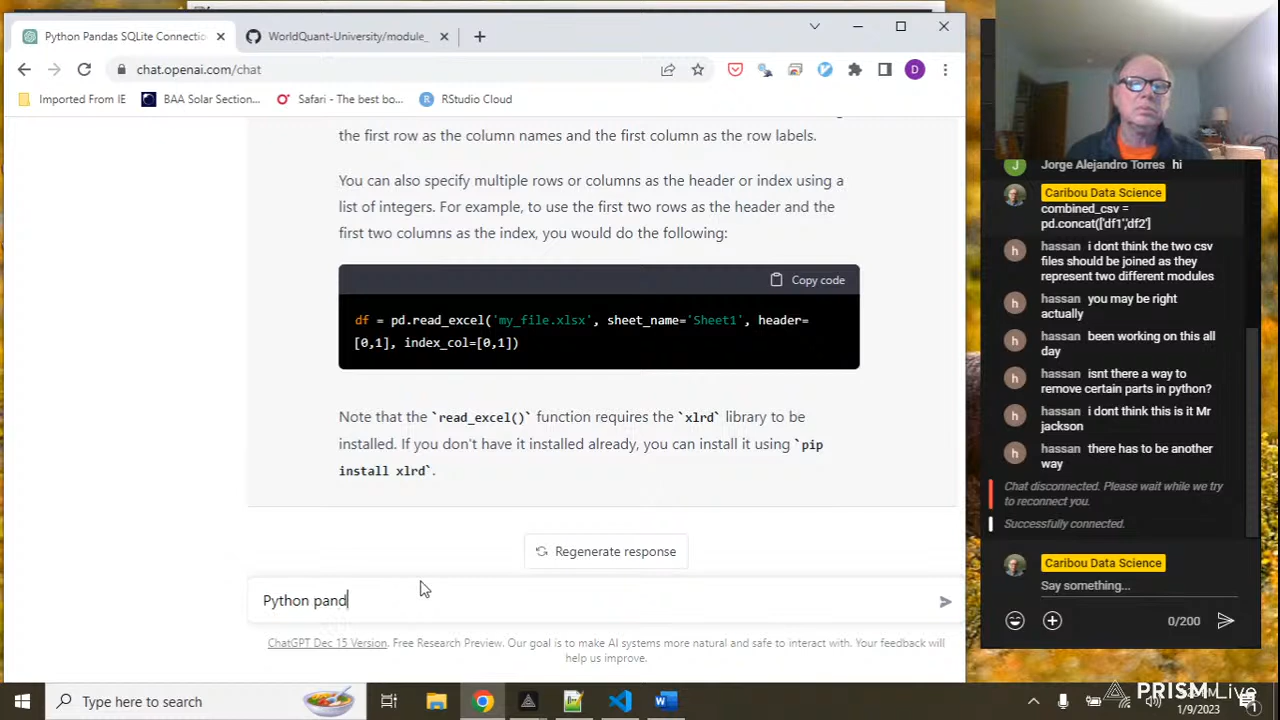 Python Pandas SQLite Connectio
WorldQuant-University/module_
chat.openai.com/chat
D
Imported From IE
BAA Solar Section...
Safari - The best bo...
RStudio Cloud
the first row as the column names and the first column as the row labels.
You can also specify multiple rows or columns as the header or index using a
list of integers. For example, to use the first two rows as the header and the
first two columns as the index, you would do the following:
Copy code
df = pd.read_excel('my_file.xlsx', sheet_name='Sheet1', header=
[0,1], index_col=[0,1])
Note that the `read_excel()` function requires the `xlrd` library to be
installed. If you don't have it installed already, you can install it using `pip
install xlrd`.
Regenerate response
Python pand
ChatGPT Dec 15 Version. Free Research Preview. Our goal is to make AI systems more natural and safe to interact with. Your feedback will
help us improve.
J
Jorge Alejandro Torres hi
Caribou Data Science
combined_csv =
pd.concat(['df1','df2']
h
hassan i dont think the two csv
files should be joined as they
represent two different modules
h
hassan you may be right
actually
h
hassan been working on this all
day
h
hassan isnt there a way to
remove certain parts in python?
h
hassan i dont think this is it Mr
jackson
h
hassan there has to be another
way
Chat disconnected. Please wait while we try
to reconnect you.
Successfully connected.
Caribou Data Science
Say something...
0/200
Type here to search
PRISM Live
1/9/2023